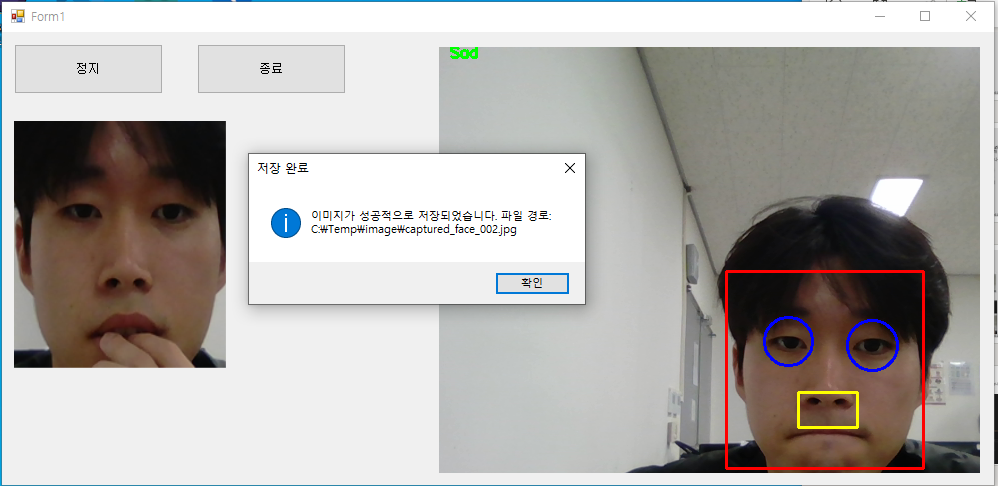 Form1
정지
종료
Sad
저장 완료
이미지가 성공적으로 저장되었습니다. 파일 경로:
C:₩Temp₩image₩captured_face_002.jpg
확인